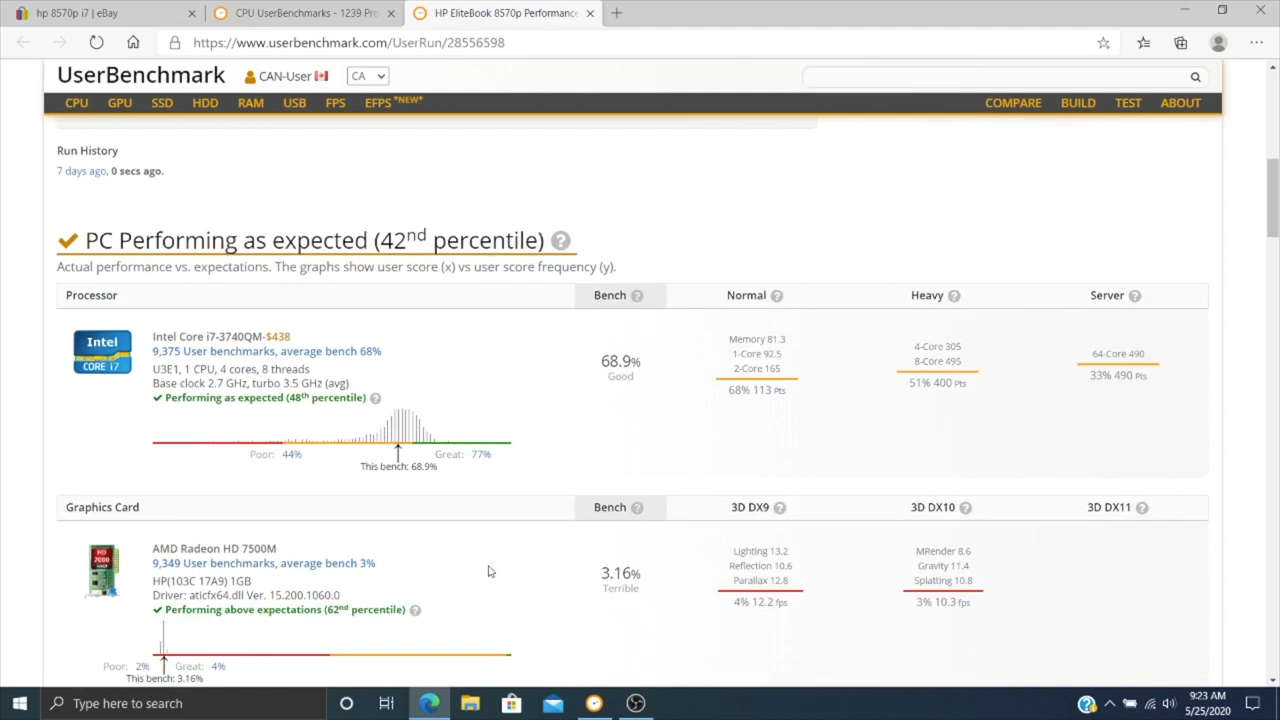 hp 8570p i7 | eBay
CPU UserBenchmarks - 1239 Pro
HP EliteBook 8570p Performance
https://www.userbenchmark.com/UserRun/28556598
UserBenchmark
CAN-User
CA
CPU GPU SSD HDD RAM USB FPS EFPS *NEW* COMPARE BUILD TEST ABOUT
Run History
7 days ago, 0 secs ago.
PC Performing as expected (42nd percentile) ?
Actual performance vs. expectations. The graphs show user score (x) vs user score frequency (y).
Processor Bench ? Normal ? Heavy ? Server ?
Intel CORE i7
Intel Core i7-3740QM-$438
9,375 User benchmarks, average bench 68%
U3E1, 1 CPU, 4 cores, 8 threads
Base clock 2.7 GHz, turbo 3.5 GHz (avg)
Performing as expected (48th percentile) ?
Poor: 44% Great: 77%
This bench: 68.9%
68.9%
Good
Memory 81.3
1-Core 92.5
2-Core 165
68% 113 Pts
4-Core 305
8-Core 495
51% 400 Pts
64-Core 490
33% 490 Pts
Graphics Card Bench ? 3D DX9 ? 3D DX10 ? 3D DX11 ?
HD 7000
AMD Radeon HD 7500M
9,349 User benchmarks, average bench 3%
HP(103C 17A9) 1GB
Driver: aticfx64.dll Ver. 15.200.1060.0
Performing above expectations (62nd percentile) ?
Poor: 2% Great: 4%
This bench: 3.16%
3.16%
Terrible
Lighting 13.2
Reflection 10.6
Parallax 12.8
4% 12.2 fps
MRender 8.6
Gravity 11.4
Splatting 10.8
3% 10.3 fps
Type here to search
9:23 AM
5/25/2020